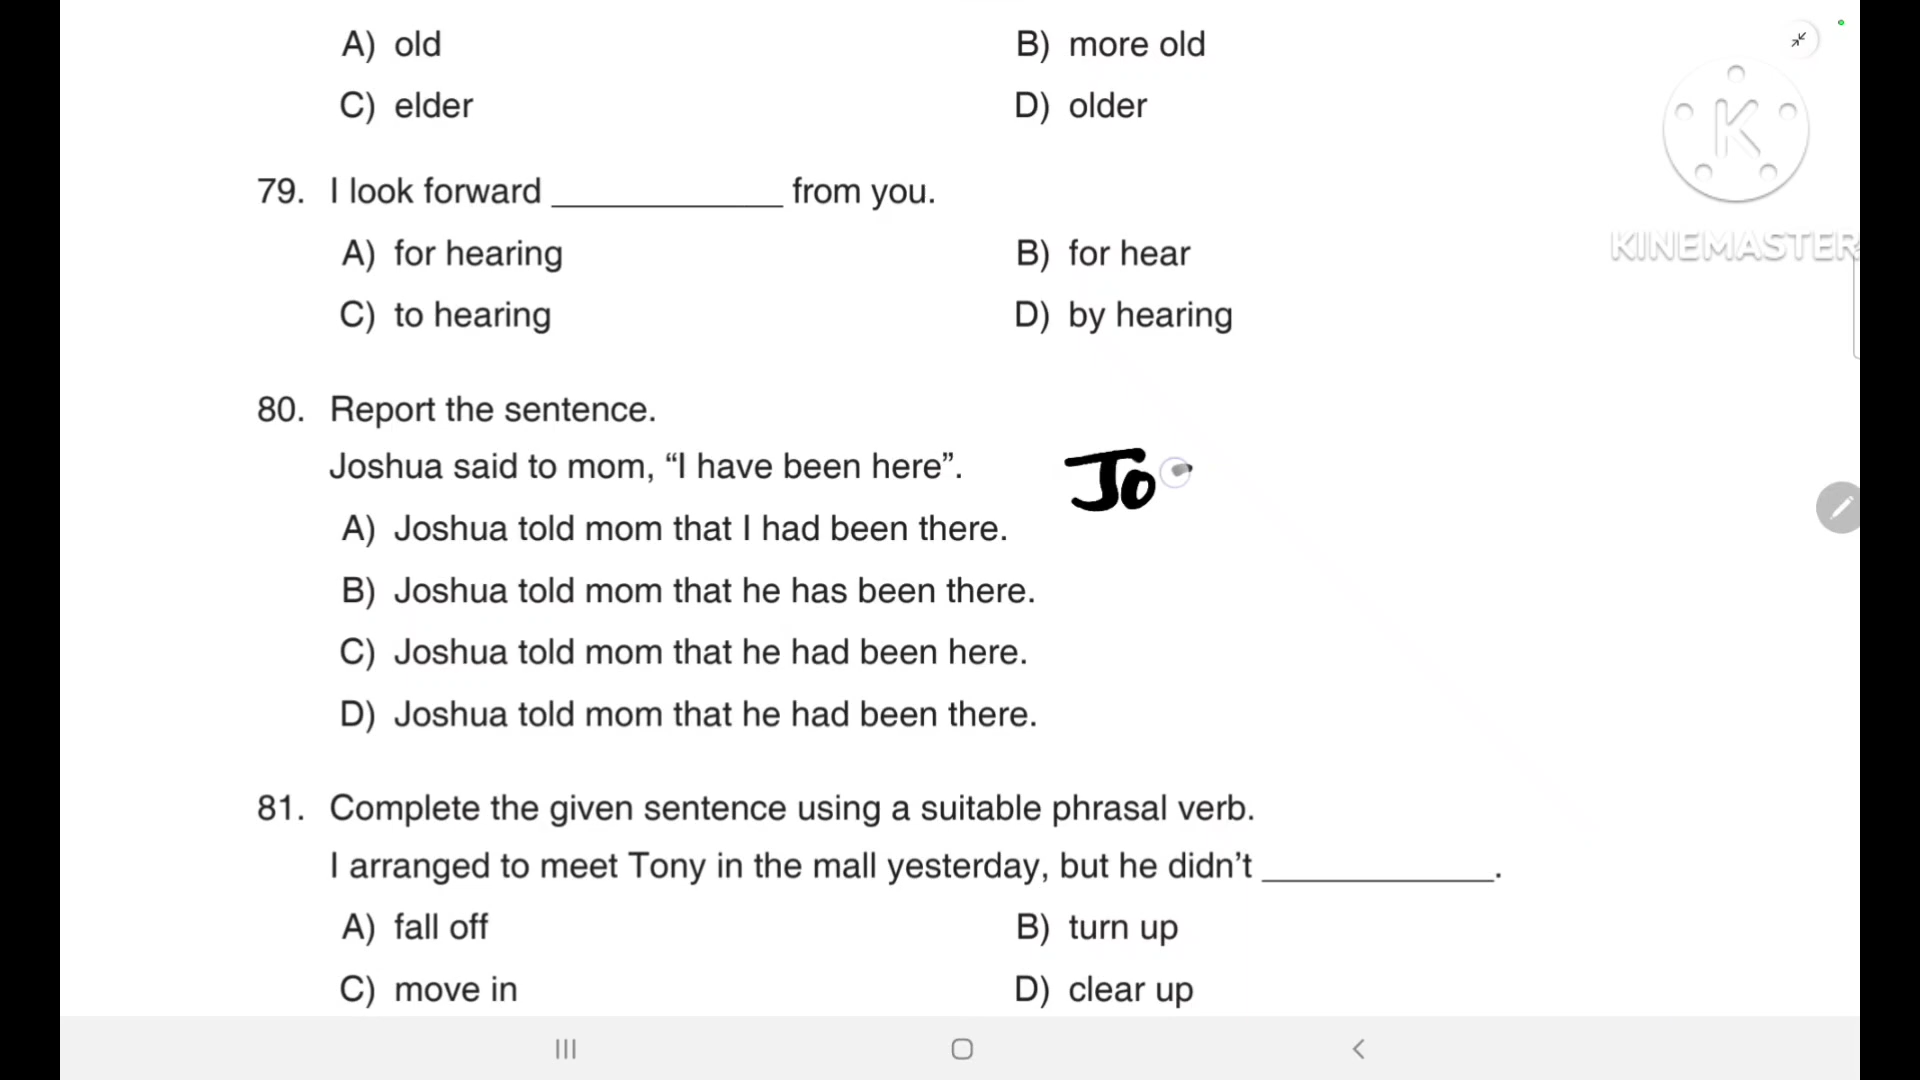 A) old
B) more old
C) elder
D) older
79. I look forward ____________ from you.
A) for hearing
B) for hear
C) to hearing
D) by hearing
80. Report the sentence.
Joshua said to mom, “I have been here”.
Jo
A) Joshua told mom that I had been there.
B) Joshua told mom that he has been there.
C) Joshua told mom that he had been here.
D) Joshua told mom that he had been there.
81. Complete the given sentence using a suitable phrasal verb.
I arranged to meet Tony in the mall yesterday, but he didn’t ____________.
A) fall off
B) turn up
C) move in
D) clear up
K
KINEMASTER